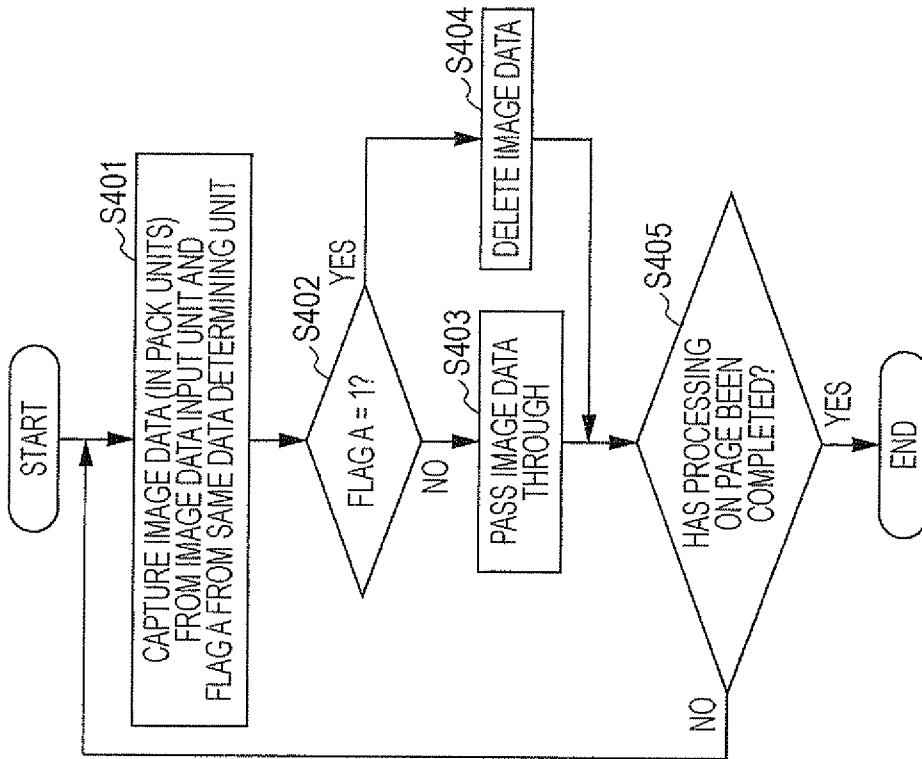 START
S401
CAPTURE IMAGE DATA (IN PACK UNITS)
FROM IMAGE DATA INPUT UNIT AND
FLAG A FROM SAME DATA DETERMINING UNIT
S402
FLAG A = 1?
YES
NO
S403
PASS IMAGE DATA
THROUGH
S404
DELETE IMAGE DATA
S405
HAS PROCESSING
ON PAGE BEEN
COMPLETED?
NO
YES
END